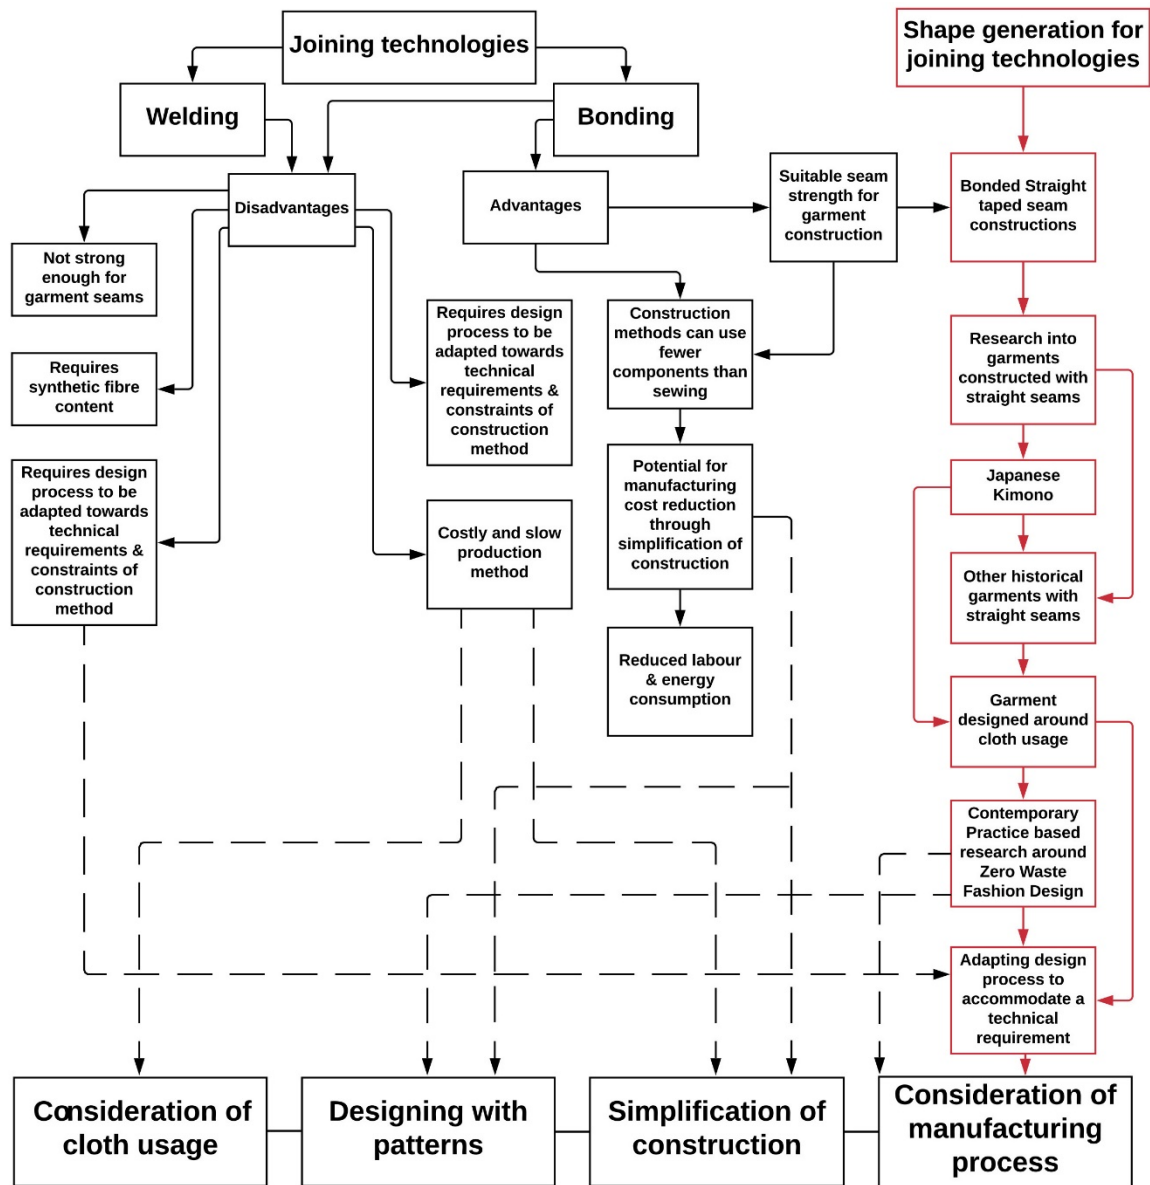 Joining technologies
Shape generation for
joining technologies
Welding
Bonding
Disadvantages
Advantages
Suitable seam
strength for
garment
construction
Bonded Straight
taped seam
constructions
Not strong
enough for
garment seams
Requires design
process to be
adapted towards
technical
requirements &
constraints of
construction
method
Construction
methods can use
fewer
components than
sewing
Research into
garments
constructed with
straight seams
Requires
synthetic fibre
content
Requires design
process to be
adapted towards
technical
requirements &
constraints of
construction
method
Costly and slow
production
method
Potential for
manufacturing
cost reduction
through
simplification of
construction
Japanese
Kimono
Other historical
garments with
straight seams
Reduced labour
& energy
consumption
Garment
designed around
cloth usage
Contemporary
Practice based
research around
Zero Waste
Fashion Design
Adapting design
process to
accommodate a
technical
requirement
Consideration of
cloth usage
Designing with
patterns
Simplification of
construction
Consideration of
manufacturing
process